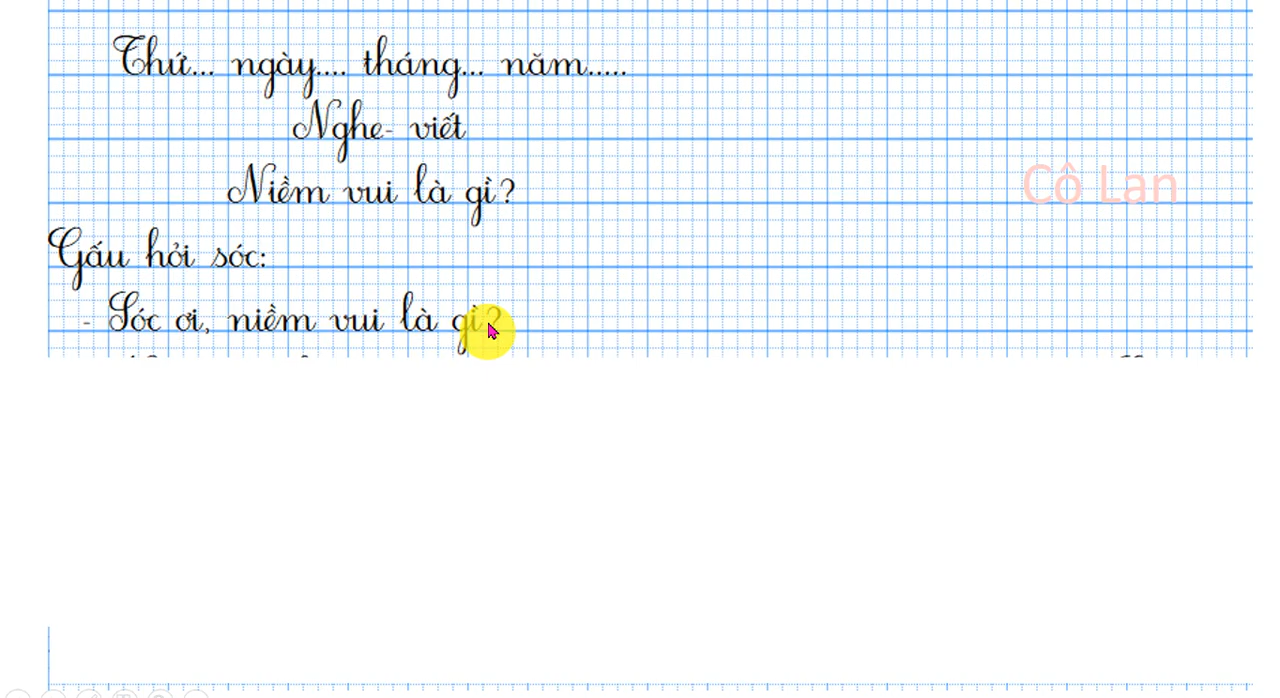 Thứ... ngày.... tháng... năm.....
Nghe- viết
Niềm vui là gì?
Cô Lan
Gấu hỏi sóc:
- Sóc ơi, niềm vui là gì?